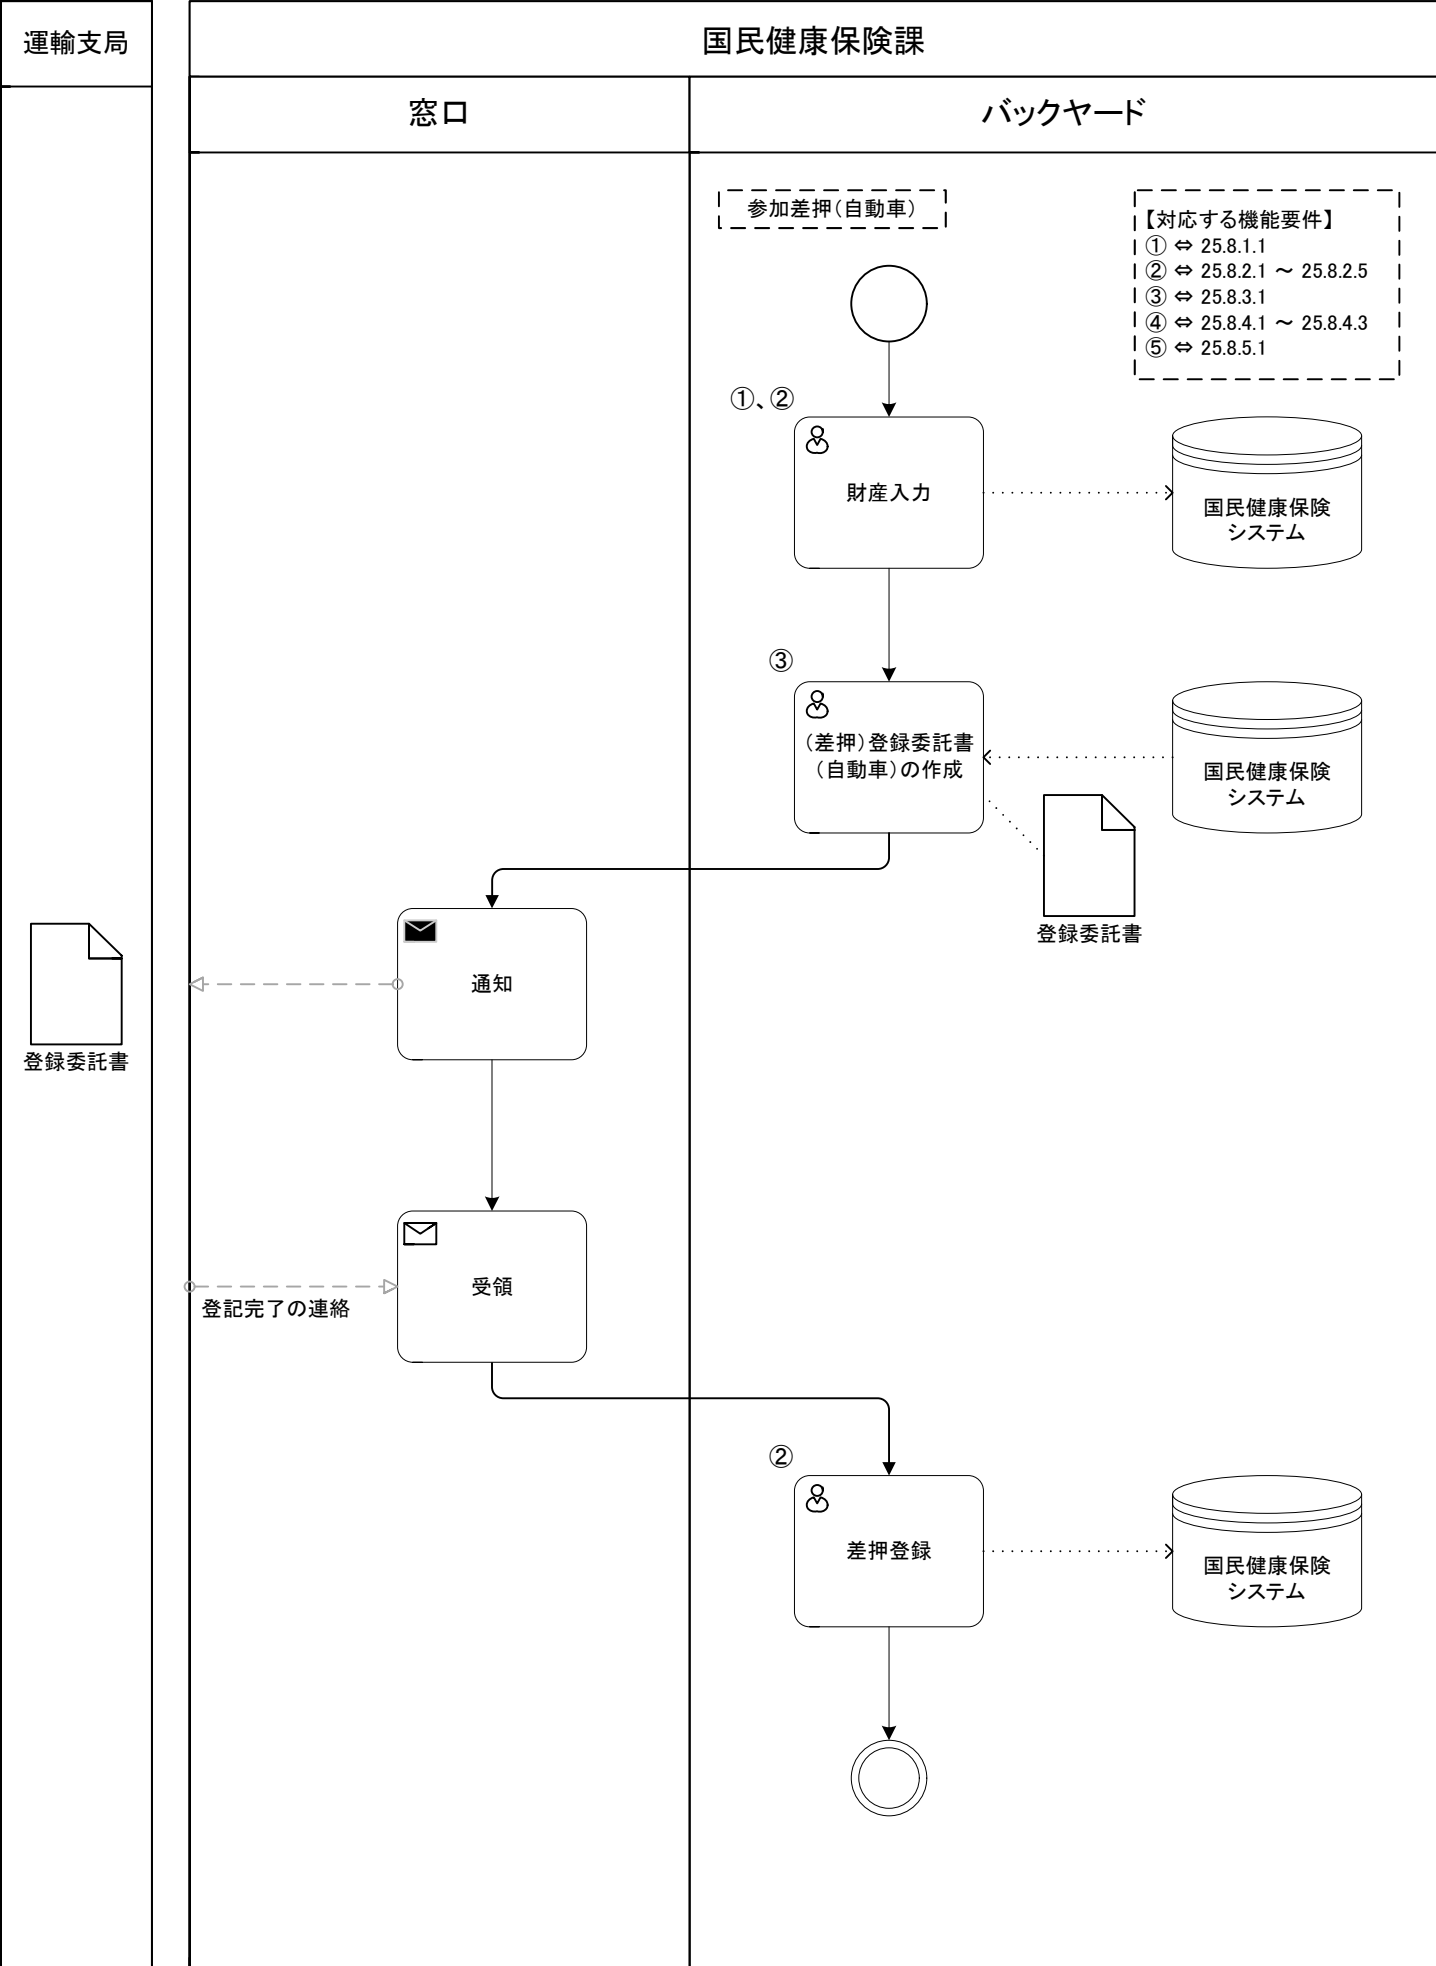 運輸支局
国民健康保険課
窓口
バックヤード
参加差押（自動車）
【対応する機能要件】
① ⇔ 25.8.1.1
② ⇔ 25.8.2.1 ～ 25.8.2.5
③ ⇔ 25.8.3.1
④ ⇔ 25.8.4.1 ～ 25.8.4.3
⑤ ⇔ 25.8.5.1
①、②
財産入力
国民健康保険
システム
③
（差押）登録委託書
（自動車）の作成
国民健康保険
システム
登録委託書
通知
登録委託書
受領
登記完了の連絡
②
差押登録
国民健康保険
システム